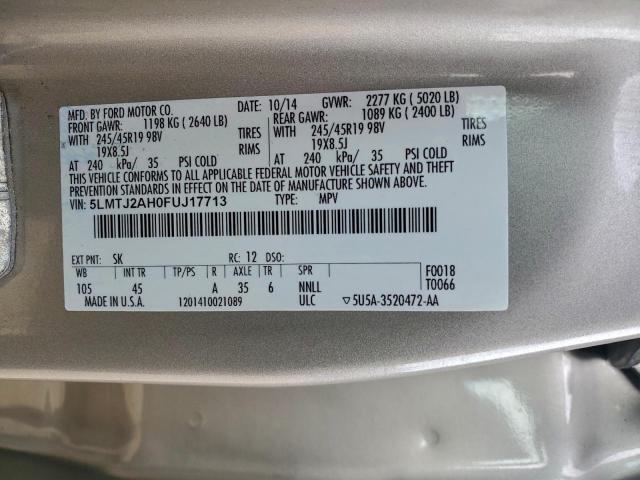 MFD. BY FORD MOTOR CO. DATE: 10/14 GVWR: 2277 KG ( 5020 LB)
FRONT GAWR: 1198 KG ( 2640 LB) REAR GAWR: 1089 KG ( 2400 LB)
WITH 245/45R19 98V TIRES WITH 245/45R19 98V TIRES
19X8.5J RIMS 19X8.5J RIMS
AT 240 kPa/ 35 PSI COLD AT 240 kPa/ 35 PSI COLD
THIS VEHICLE CONFORMS TO ALL APPLICABLE FEDERAL MOTOR VEHICLE SAFETY AND THEFT
PREVENTION STANDARDS IN EFFECT ON THE DATE OF MANUFACTURE SHOWN ABOVE.
VIN: 5LMTJ2AH0FUJ17713 TYPE: MPV
EXT PNT: SK RC: 12 DSO: F0018
WB INT TR TP/PS R AXLE TR SPR T0066
105 45 A 35 6 NNLL
MADE IN U.S.A. 1201410021089 ULC ▽5U5A-3520472-AA